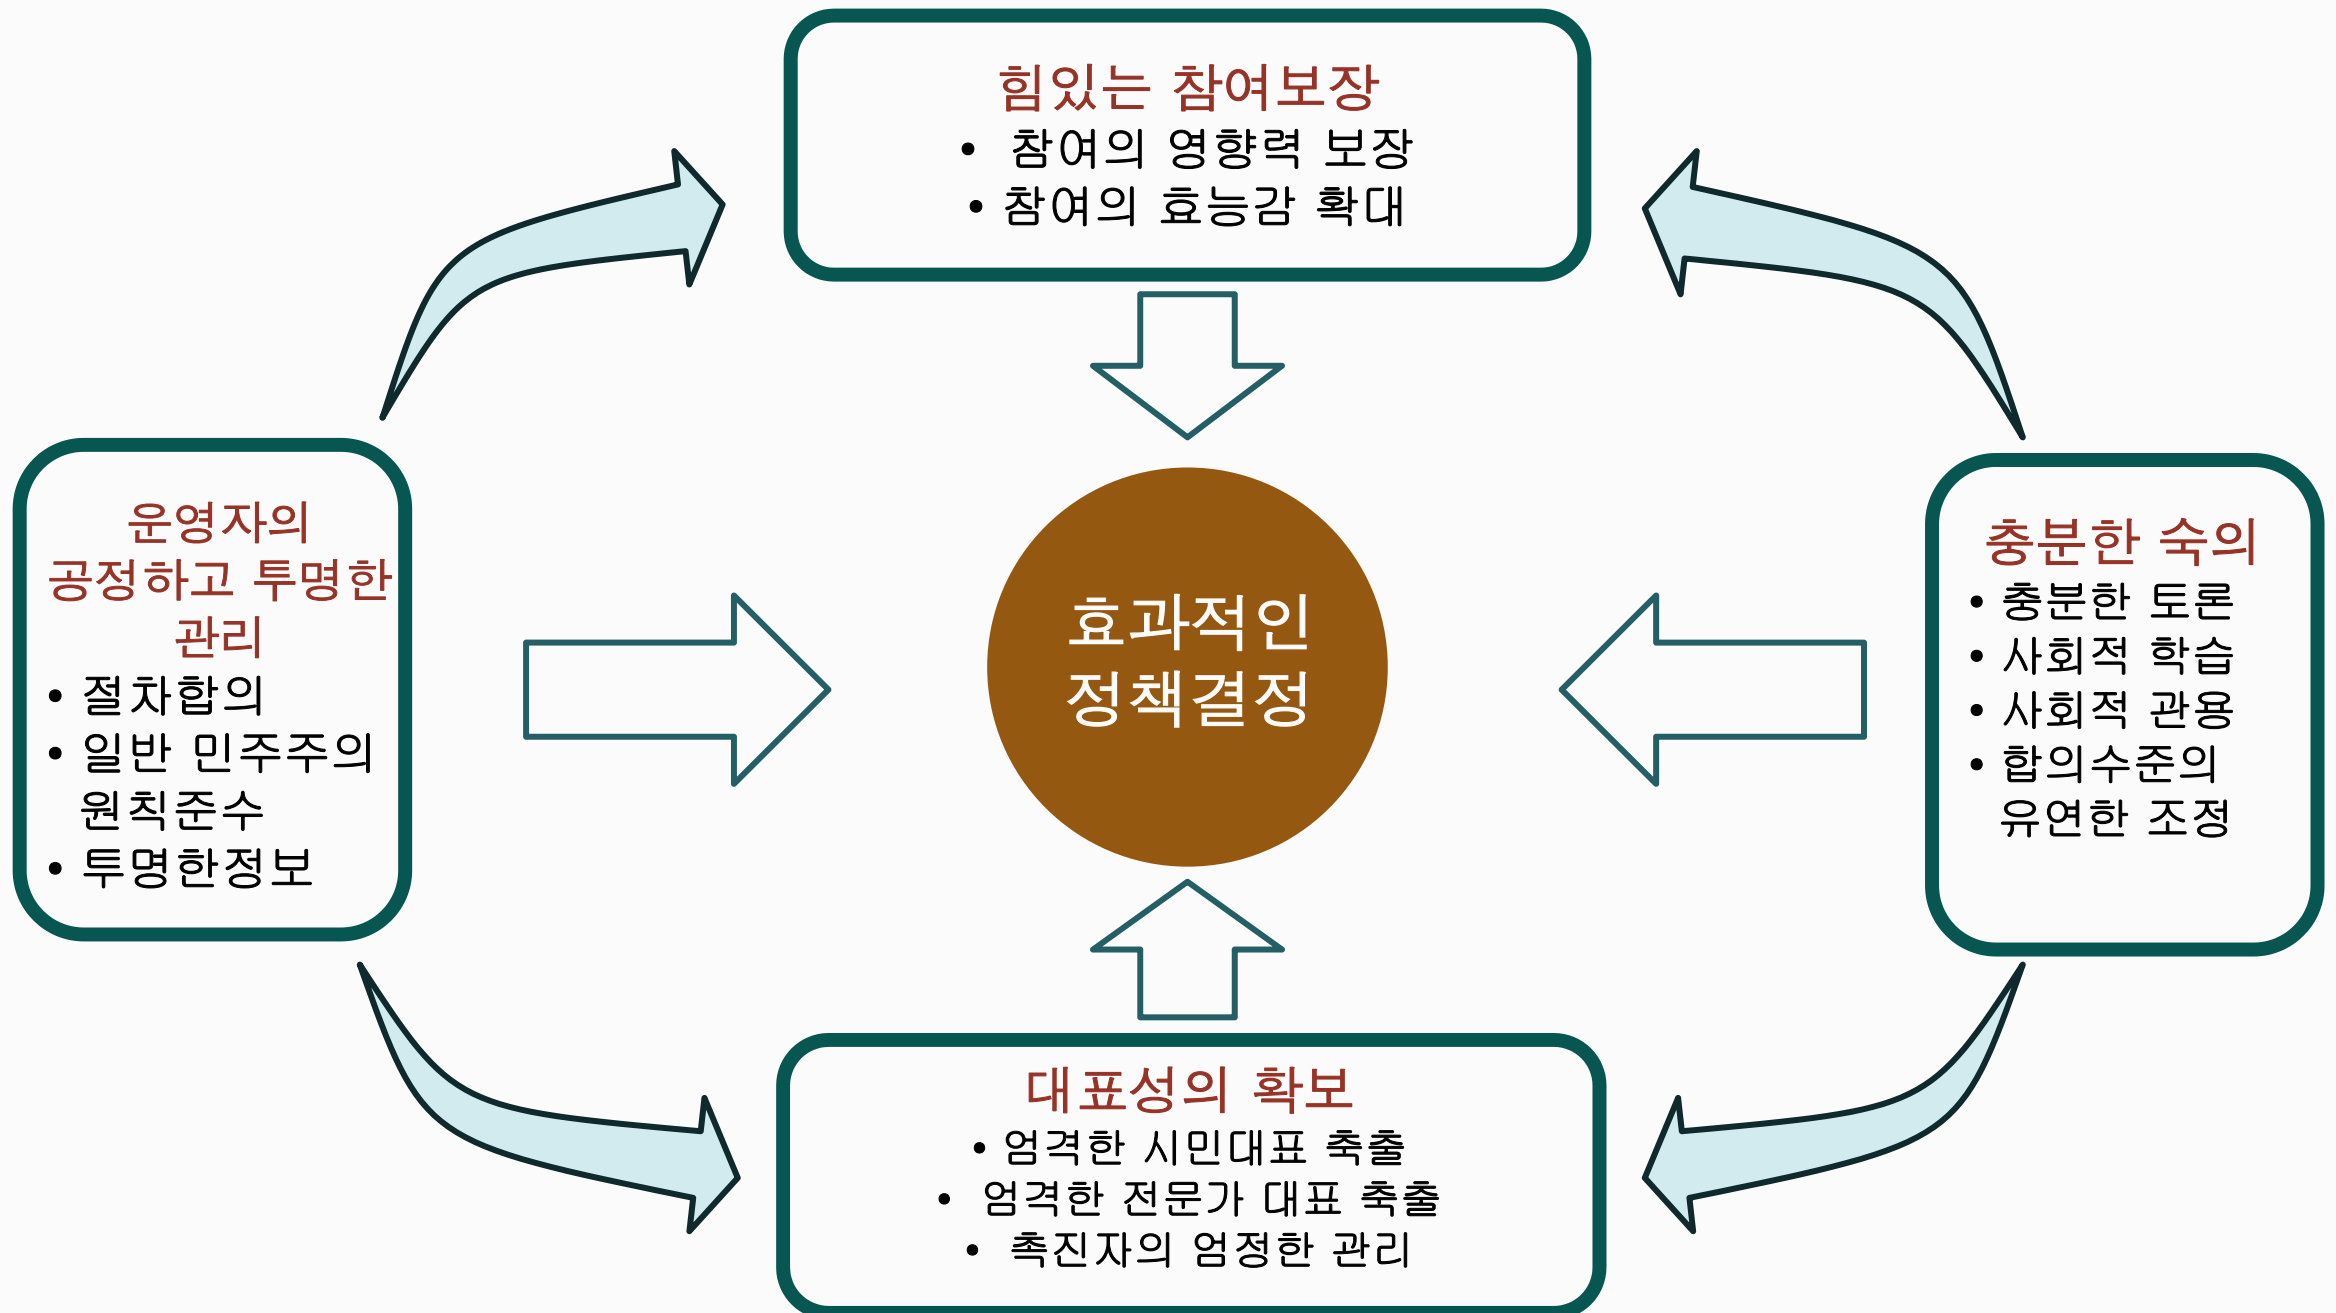 힘있는 참여보장
• 참여의 영향력 보장
• 참여의 효능감 확대
운영자의
공정하고 투명한
관리
• 절차합의
• 일반 민주주의
원칙준수
• 투명한정보
효과적인
정책결정
충분한 숙의
• 충분한 토론
• 사회적 학습
• 사회적 관용
• 합의수준의
유연한 조정
대표성의 확보
• 엄격한 시민대표 축출
• 엄격한 전문가 대표 축출
• 촉진자의 엄정한 관리